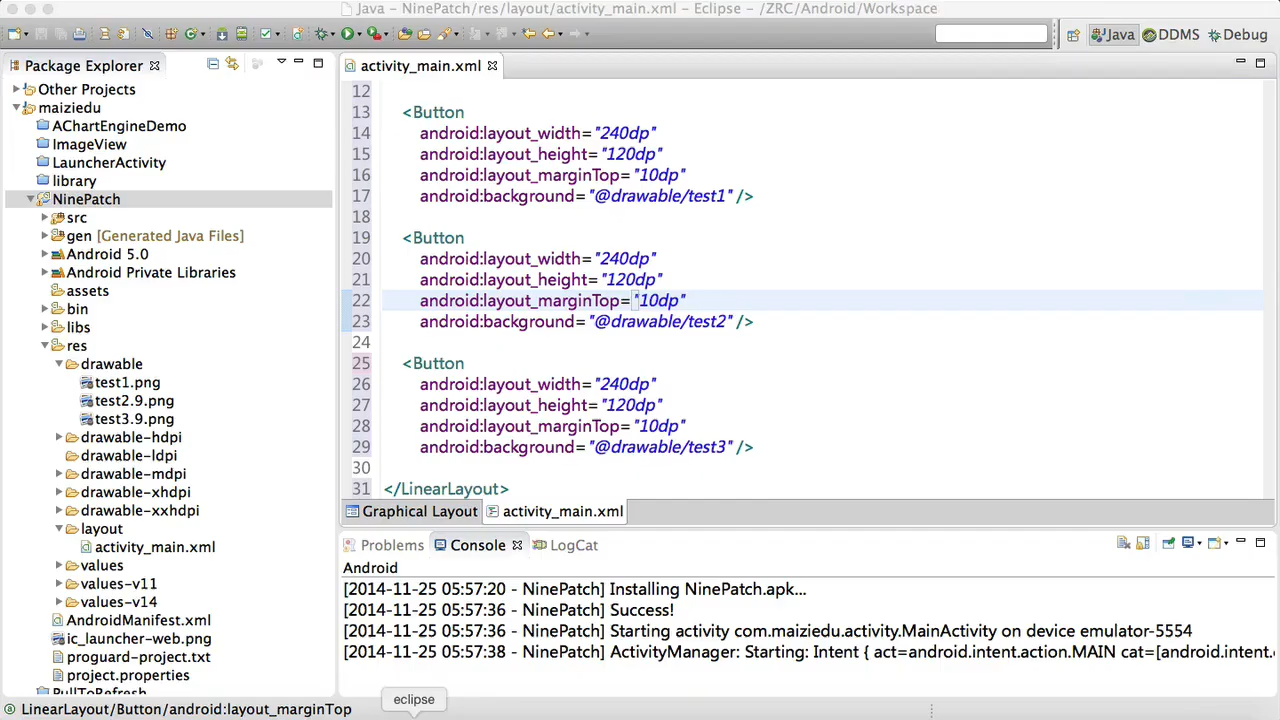 Java – NinePatch/res/layout/activity_main.xml – Eclipse – /ZRC/Android/Workspace
Java
DDMS
Debug
Package Explorer
Other Projects
maiziedu
AChartEngineDemo
ImageView
LauncherActivity
library
NinePatch
src
gen [Generated Java Files]
Android 5.0
Android Private Libraries
assets
bin
libs
res
drawable
test1.png
test2.9.png
test3.9.png
drawable-hdpi
drawable-ldpi
drawable-mdpi
drawable-xhdpi
drawable-xxhdpi
layout
activity_main.xml
values
values-v11
values-v14
AndroidManifest.xml
ic_launcher-web.png
proguard-project.txt
project.properties
PullToRefresh
activity_main.xml
12
13 <Button
14 android:layout_width="240dp"
15 android:layout_height="120dp"
16 android:layout_marginTop="10dp"
17 android:background="@drawable/test1" />
18
19 <Button
20 android:layout_width="240dp"
21 android:layout_height="120dp"
22 android:layout_marginTop="10dp"
23 android:background="@drawable/test2" />
24
25 <Button
26 android:layout_width="240dp"
27 android:layout_height="120dp"
28 android:layout_marginTop="10dp"
29 android:background="@drawable/test3" />
30
31 </LinearLayout>
Graphical Layout
activity_main.xml
Problems
Console
LogCat
Android
[2014-11-25 05:57:20 - NinePatch] Installing NinePatch.apk...
[2014-11-25 05:57:36 - NinePatch] Success!
[2014-11-25 05:57:36 - NinePatch] Starting activity com.maiziedu.activity.MainActivity on device emulator-5554
[2014-11-25 05:57:38 - NinePatch] ActivityManager: Starting: Intent { act=android.intent.action.MAIN cat=[android.intent.
eclipse
LinearLayout/Button/android:layout_marginTop